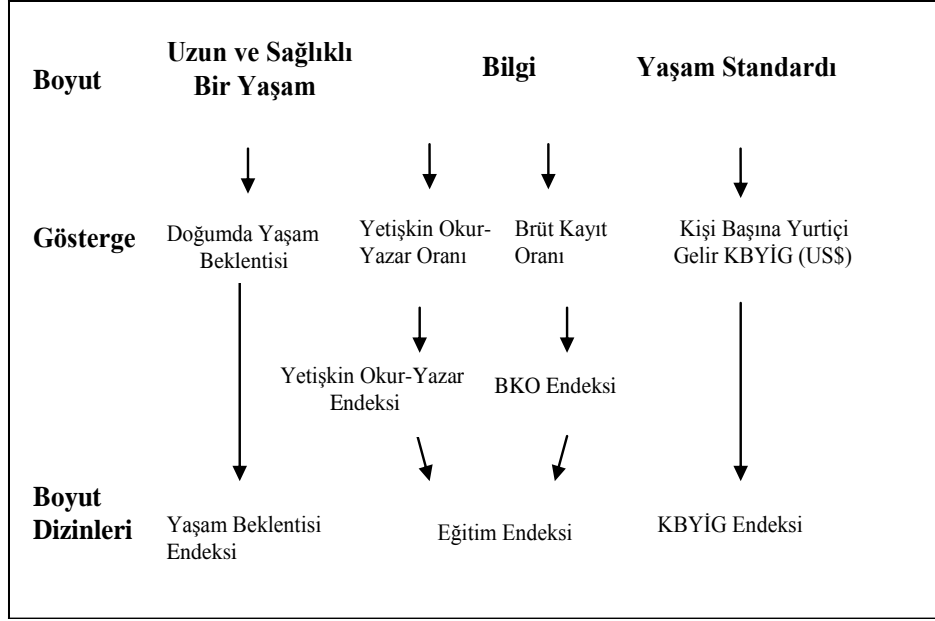 Boyut
Uzun ve Sağlıklı
Bir Yaşam
Bilgi
Yaşam Standardı
Gösterge
Doğumda Yaşam
Beklentisi
Yetişkin Okur-
Yazar Oranı
Brüt Kayıt
Oranı
Kişi Başına Yurtiçi
Gelir KBYİG (US$)
Yetişkin Okur-Yazar
Endeksi
BKO Endeksi
Boyut
Dizinleri
Yaşam Beklentisi
Endeksi
Eğitim Endeksi
KBYİG Endeksi